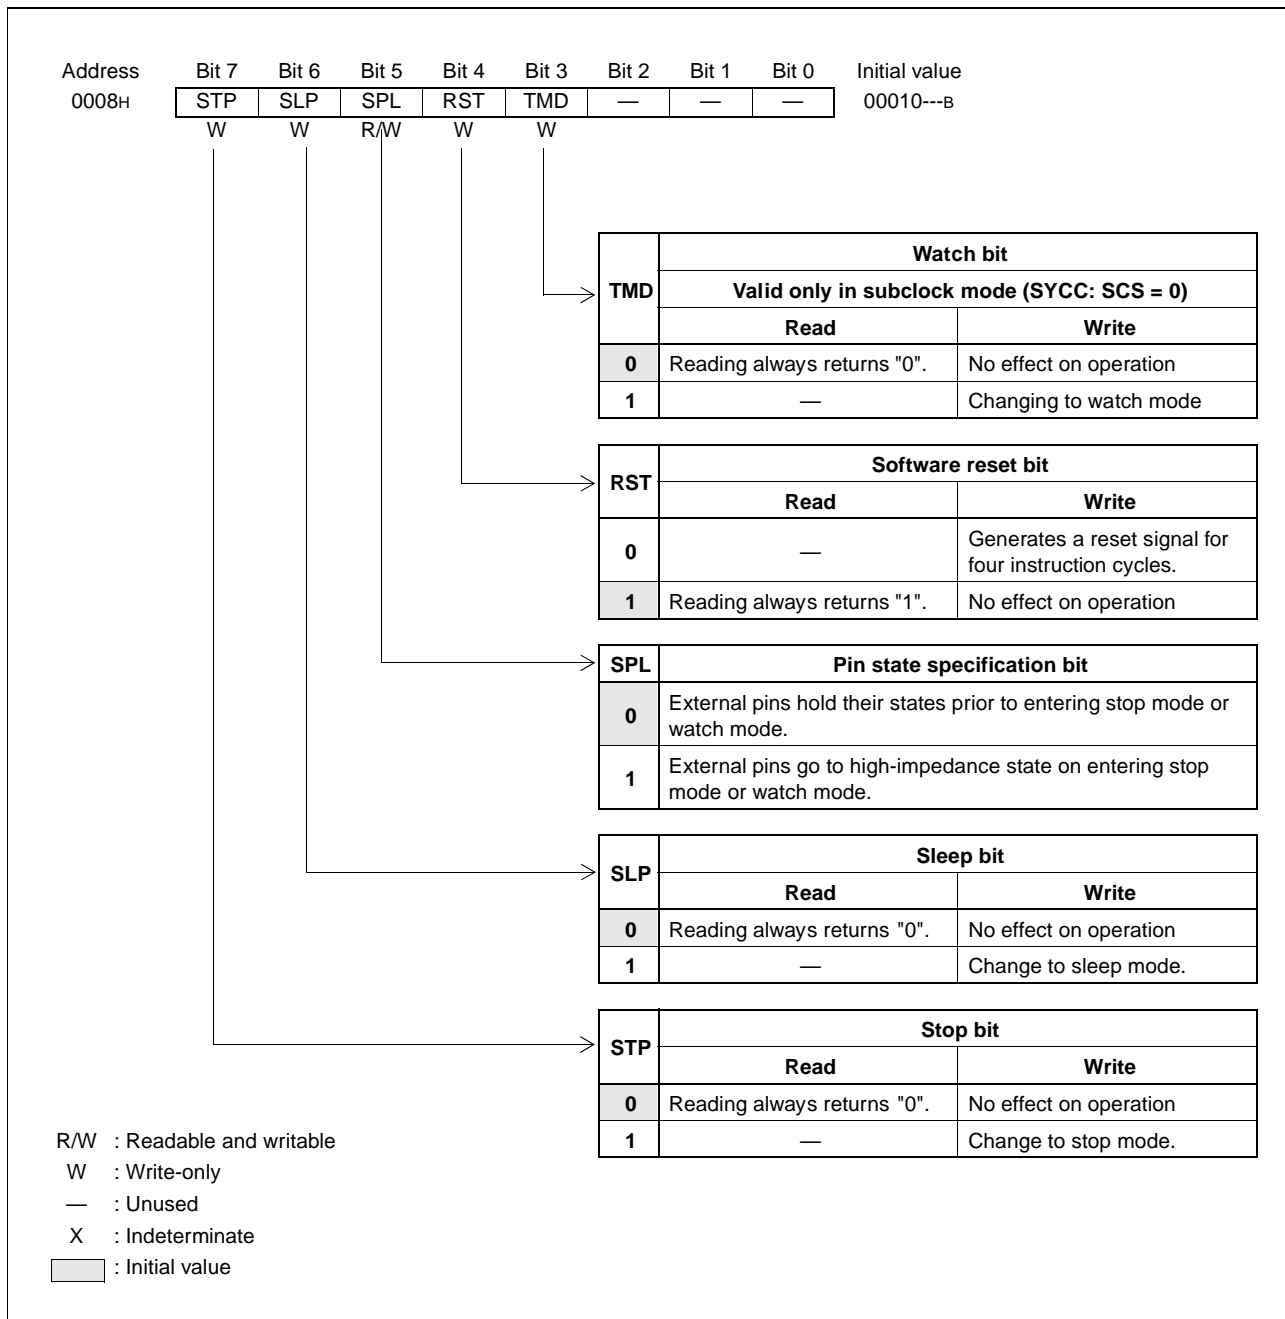 Address Bit 7 Bit 6 Bit 5 Bit 4 Bit 3 Bit 2 Bit 1 Bit 0 Initial value
0008H STP SLP SPL RST TMD — — — 00010---B
W W R/W W W
TMD Watch bit
Valid only in subclock mode (SYCC: SCS = 0)
Read Write
0 Reading always returns "0". No effect on operation
1 — Changing to watch mode
RST Software reset bit
Read Write
0 — Generates a reset signal for
four instruction cycles.
1 Reading always returns "1". No effect on operation
SPL Pin state specification bit
0 External pins hold their states prior to entering stop mode or
watch mode.
1 External pins go to high-impedance state on entering stop
mode or watch mode.
SLP Sleep bit
Read Write
0 Reading always returns "0". No effect on operation
1 — Change to sleep mode.
STP Stop bit
Read Write
0 Reading always returns "0". No effect on operation
1 — Change to stop mode.
R/W : Readable and writable
W : Write-only
— : Unused
X : Indeterminate
: Initial value